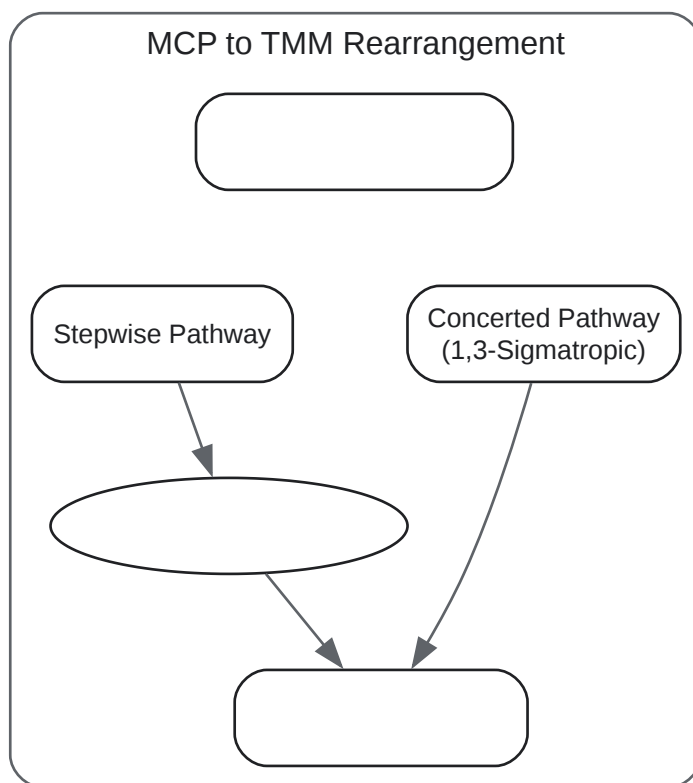 MCP to TMM Rearrangement
Stepwise Pathway
Concerted Pathway
(1,3-Sigmatropic)